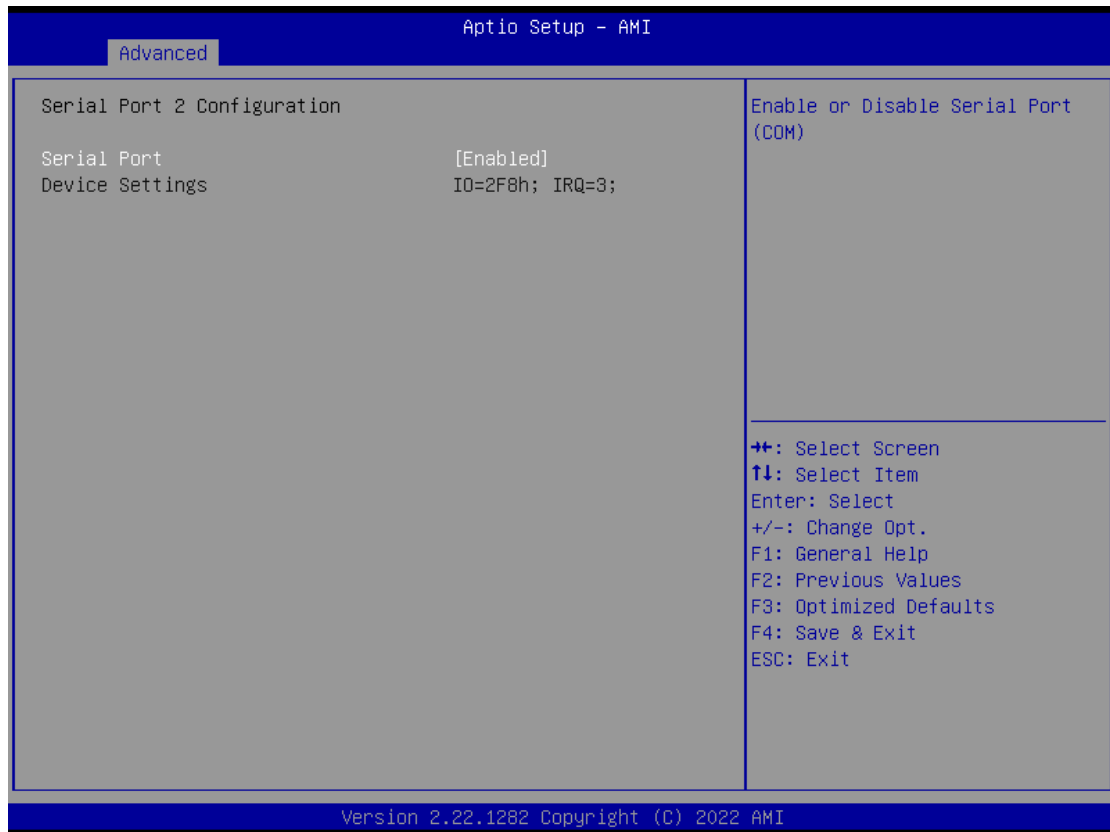 Aptio Setup – AMI
Advanced
Serial Port 2 Configuration
Serial Port [Enabled]
Device Settings IO=2F8h; IRQ=3;
Enable or Disable Serial Port
(COM)
→←: Select Screen
↑↓: Select Item
Enter: Select
+/-: Change Opt.
F1: General Help
F2: Previous Values
F3: Optimized Defaults
F4: Save & Exit
ESC: Exit
Version 2.22.1282 Copyright (C) 2022 AMI